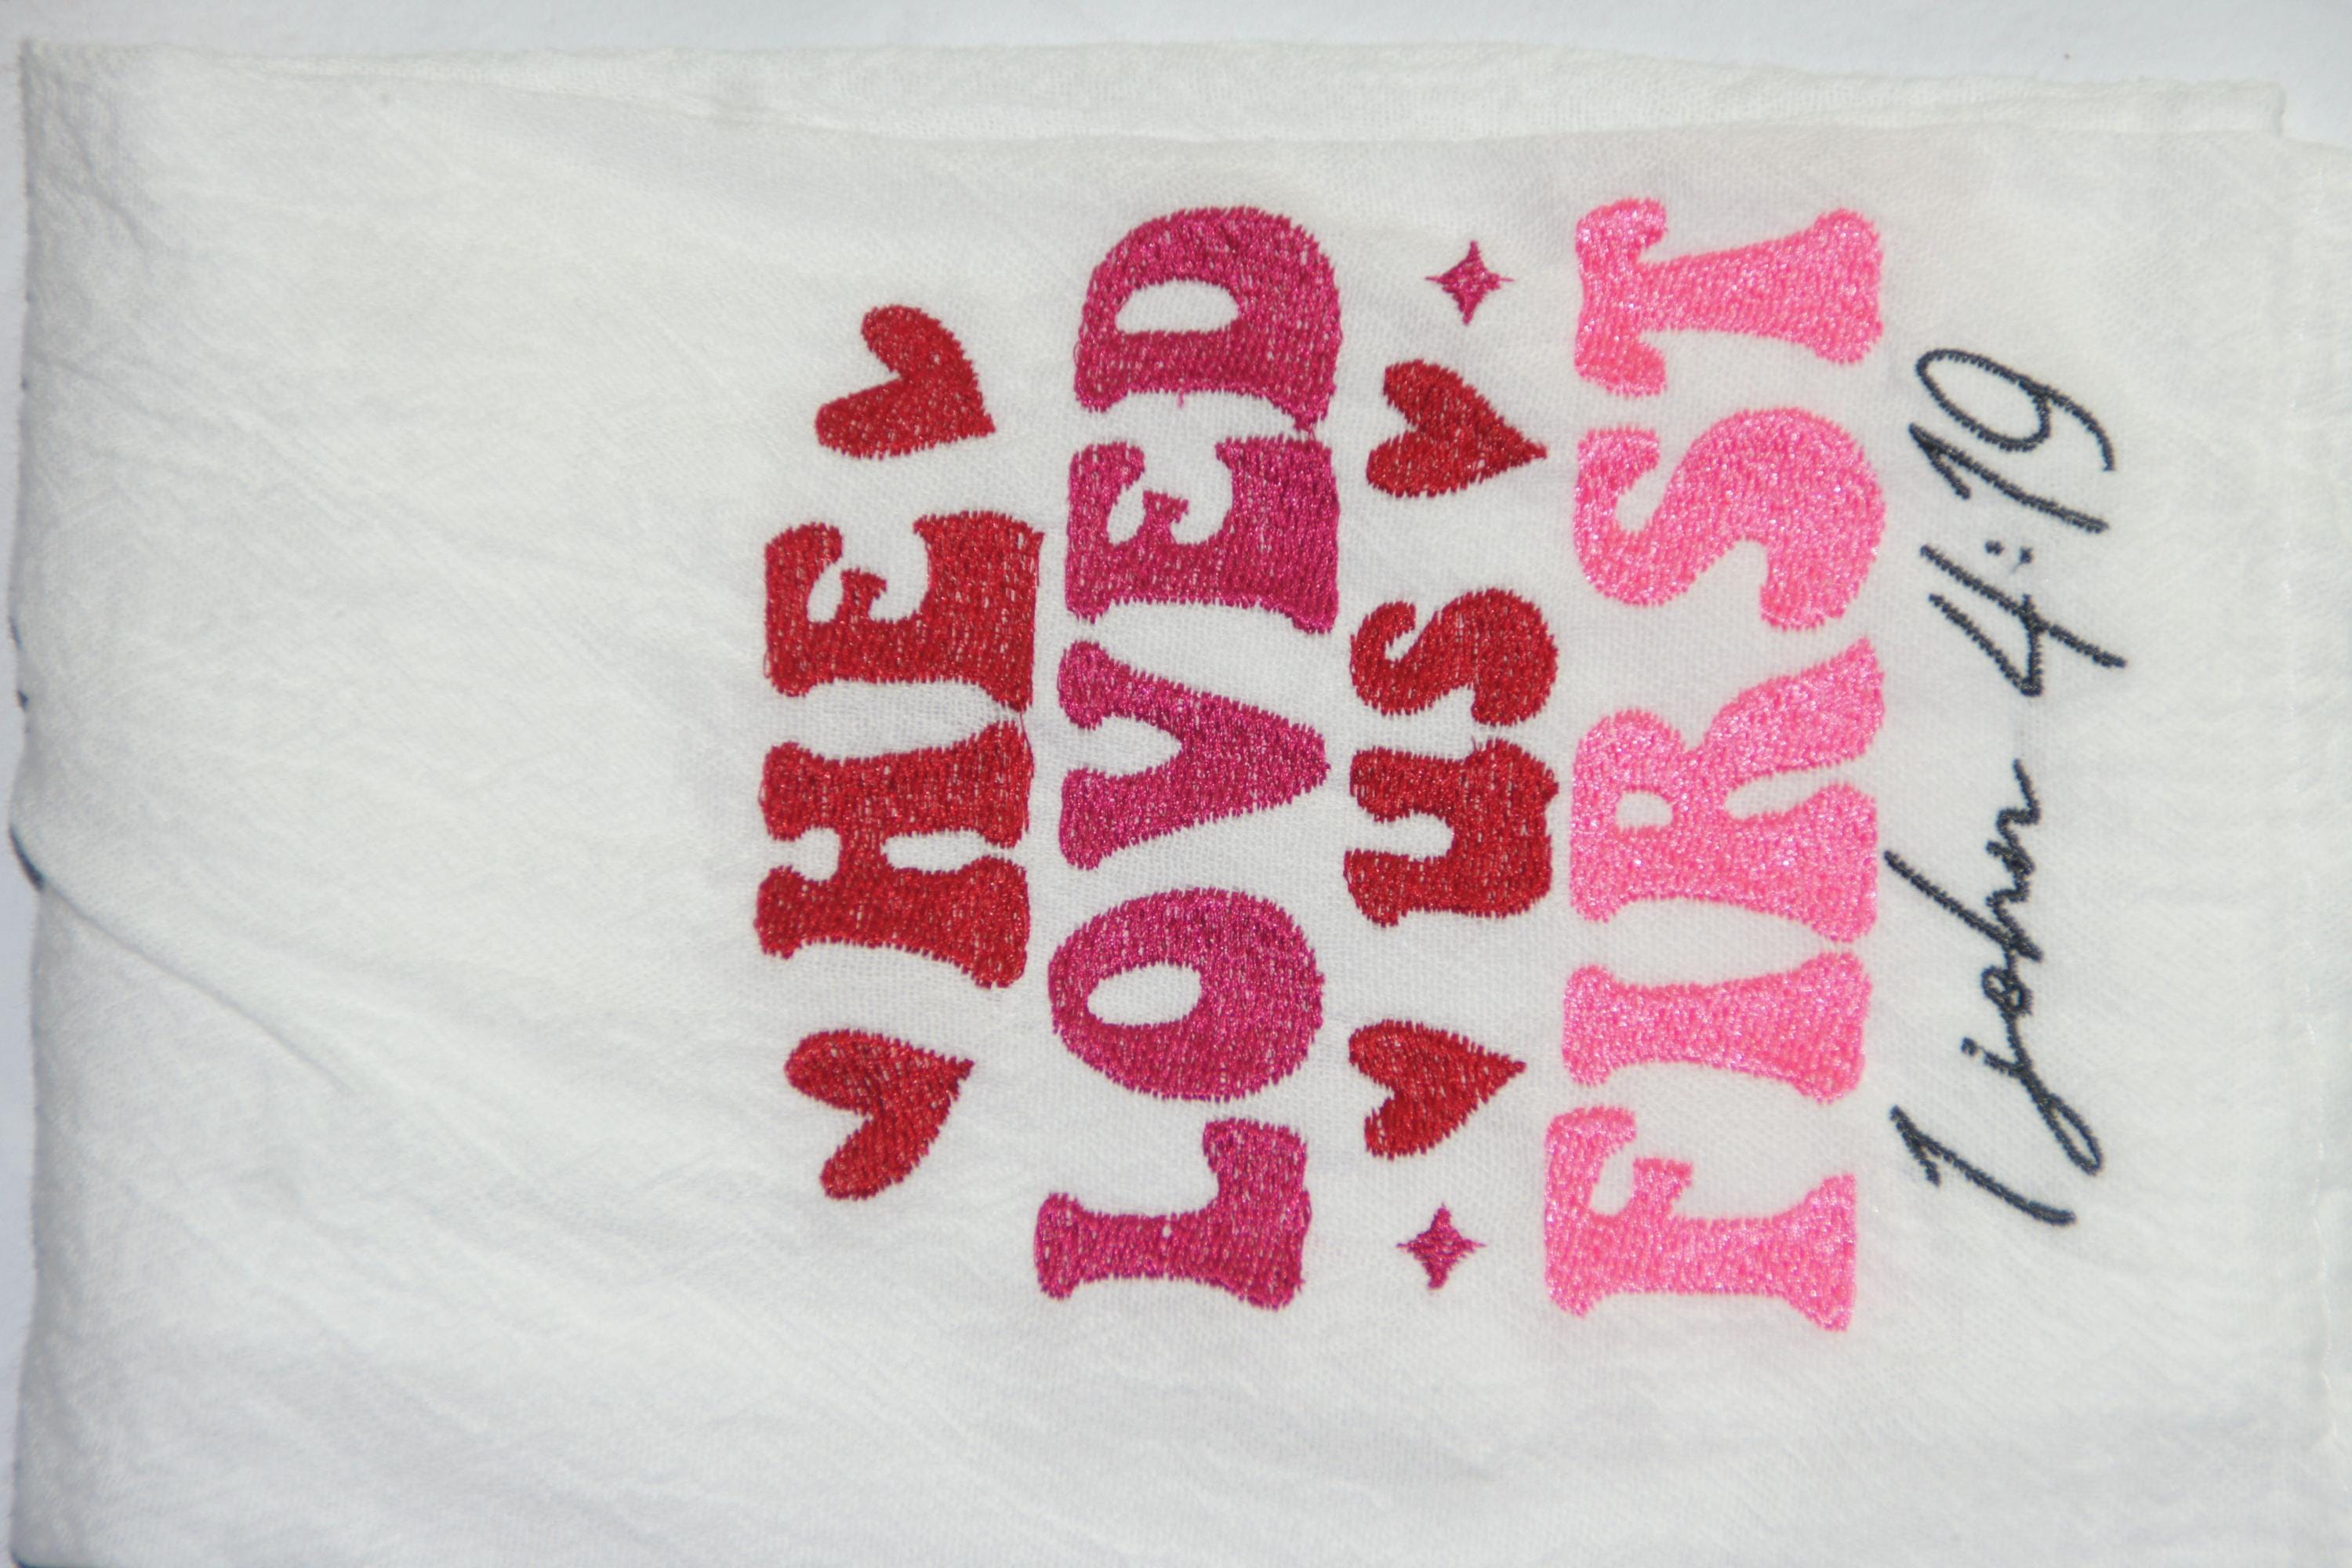 HE
LOVED
US
FIRST
1 john 4:19